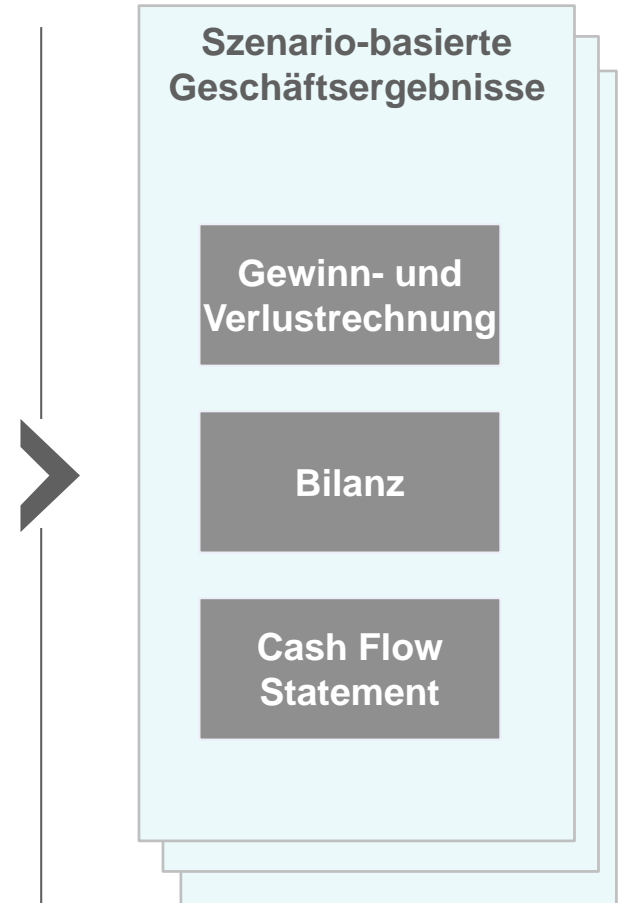 Szenario-basierte
Geschäftsergebnisse
Gewinn- und
Verlustrechnung
Bilanz
Cash Flow
Statement